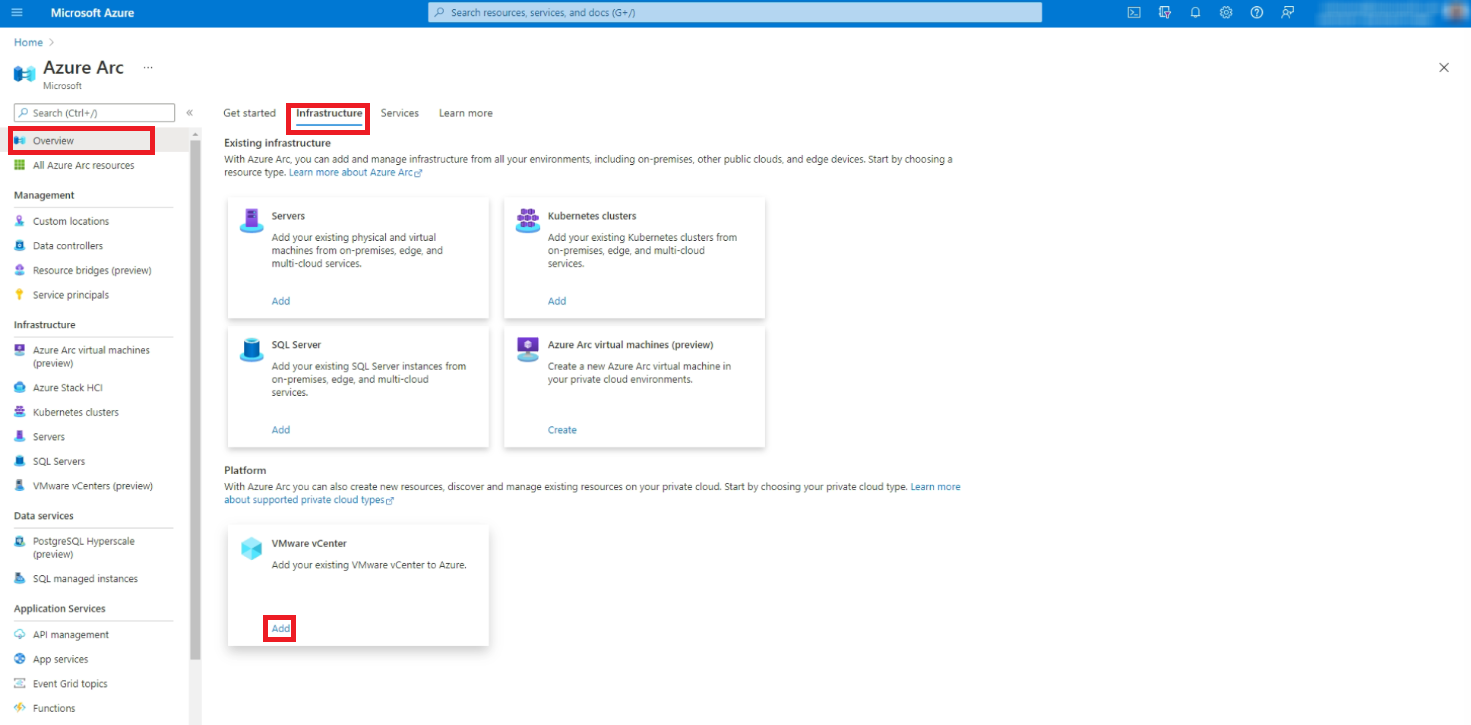 Microsoft Azure
Search resources, services, and docs (G+/)
Home
Azure Arc
Microsoft
Search (Ctrl+/)
Overview
All Azure Arc resources
Management
Custom locations
Data controllers
Resource bridges (preview)
Service principals
Infrastructure
Azure Arc virtual machines
(preview)
Azure Stack HCI
Kubernetes clusters
Servers
SQL Servers
VMware vCenters (preview)
Data services
PostgreSQL Hyperscale
(preview)
SQL managed instances
Application Services
API management
App services
Event Grid topics
Functions
Get started Infrastructure Services Learn more
Existing infrastructure
With Azure Arc, you can add and manage infrastructure from all your environments, including on-premises, other public clouds, and edge devices. Start by choosing a
resource type. Learn more about Azure Arc
Servers
Add your existing physical and virtual
machines from on-premises, edge, and
multi-cloud services.
Add
Kubernetes clusters
Add your existing Kubernetes clusters from
on-premises, edge, and multi-cloud
services.
Add
SQL Server
Add your existing SQL Server instances from
on-premises, edge, and multi-cloud
services.
Add
Azure Arc virtual machines (preview)
Create a new Azure Arc virtual machine in
your private cloud environments.
Create
Platform
With Azure Arc you can also create new resources, discover and manage existing resources on your private cloud. Start by choosing your private cloud type. Learn more
about supported private cloud types
VMware vCenter
Add your existing VMware vCenter to Azure.
Add